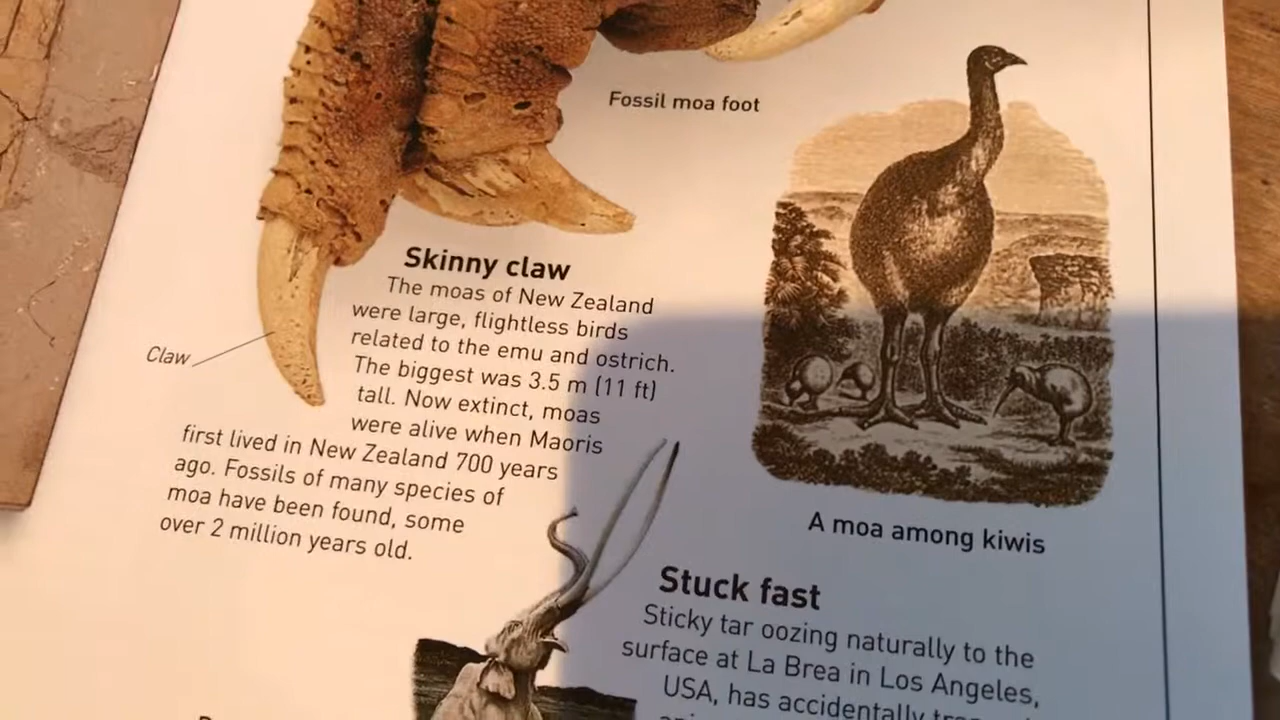 Fossil moa foot
Skinny claw
The moas of New Zealand
were large, flightless birds
related to the emu and ostrich.
The biggest was 3.5 m (11 ft)
tall. Now extinct, moas
were alive when Maoris
first lived in New Zealand 700 years
ago. Fossils of many species of
moa have been found, some
over 2 million years old.
Claw
A moa among kiwis
Stuck fast
Sticky tar oozing naturally to the
surface at La Brea in Los Angeles,
USA, has accidentally